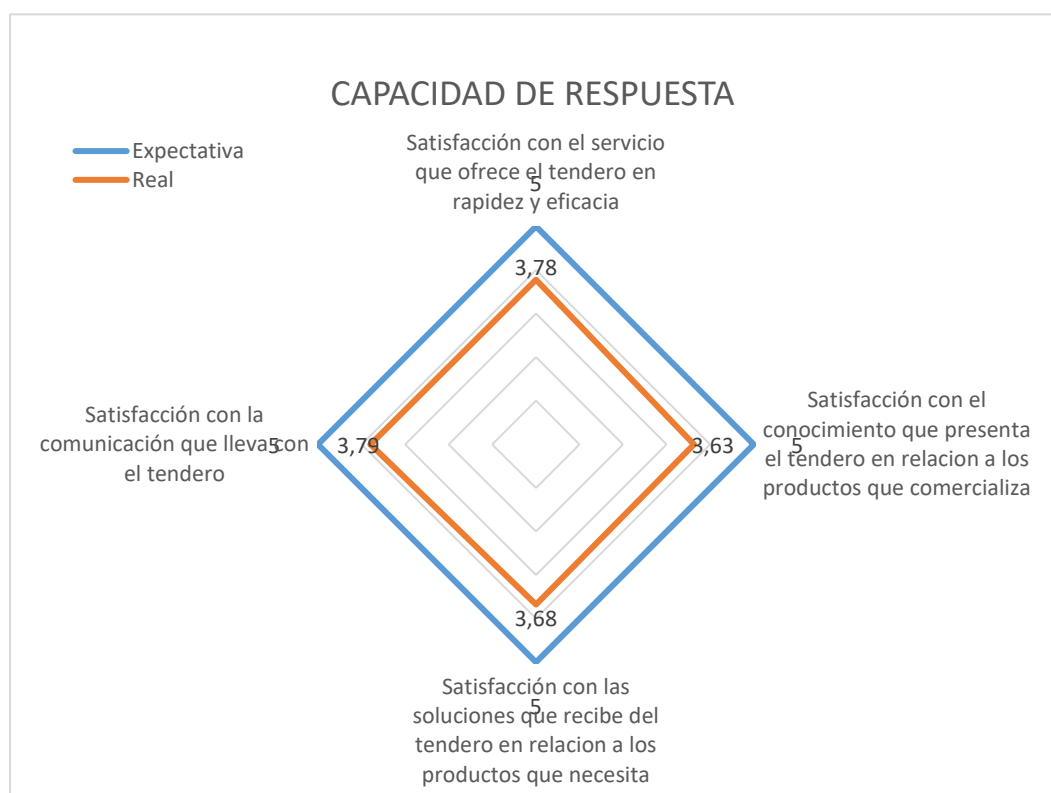 CAPACIDAD DE RESPUESTA
Expectativa
Real
Satisfacción con el servicio
que ofrece el tendero en
rapidez y eficacia
5
3,78
Satisfacción con el
conocimiento que presenta
el tendero en relacion a los
productos que comercializa
5
3,63
Satisfacción con las
soluciones que recibe del
tendero en relacion a los
productos que necesita
5
3,68
Satisfacción con la
comunicación que lleva con
el tendero
5
3,79